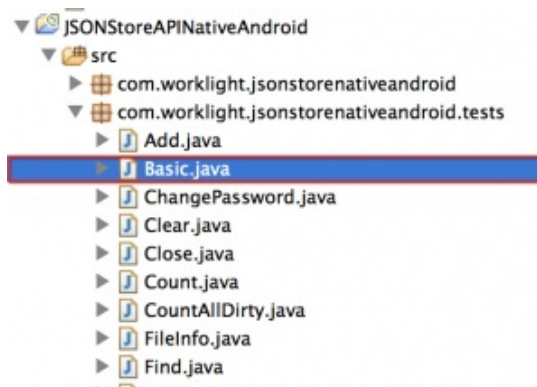 JSONStoreAPINativeAndroid
src
com.worklight.jsonstorenativeandroid
com.worklight.jsonstorenativeandroid.tests
Add.java
Basic.java
ChangePassword.java
Clear.java
Close.java
Count.java
CountAllDirty.java
FileInfo.java
Find.java